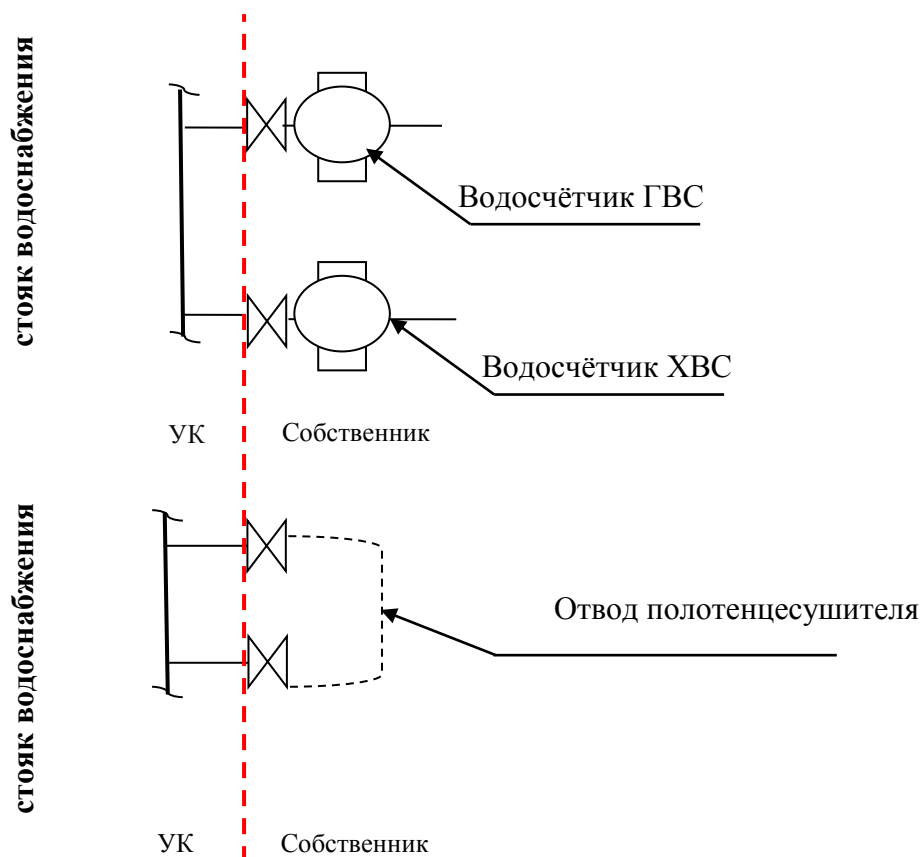 стояк водоснабжения
Водосчётчик ГВС
Водосчётчик ХВС
УК Собственник
стояк водоснабжения
Отвод полотенцесушителя
УК Собственник